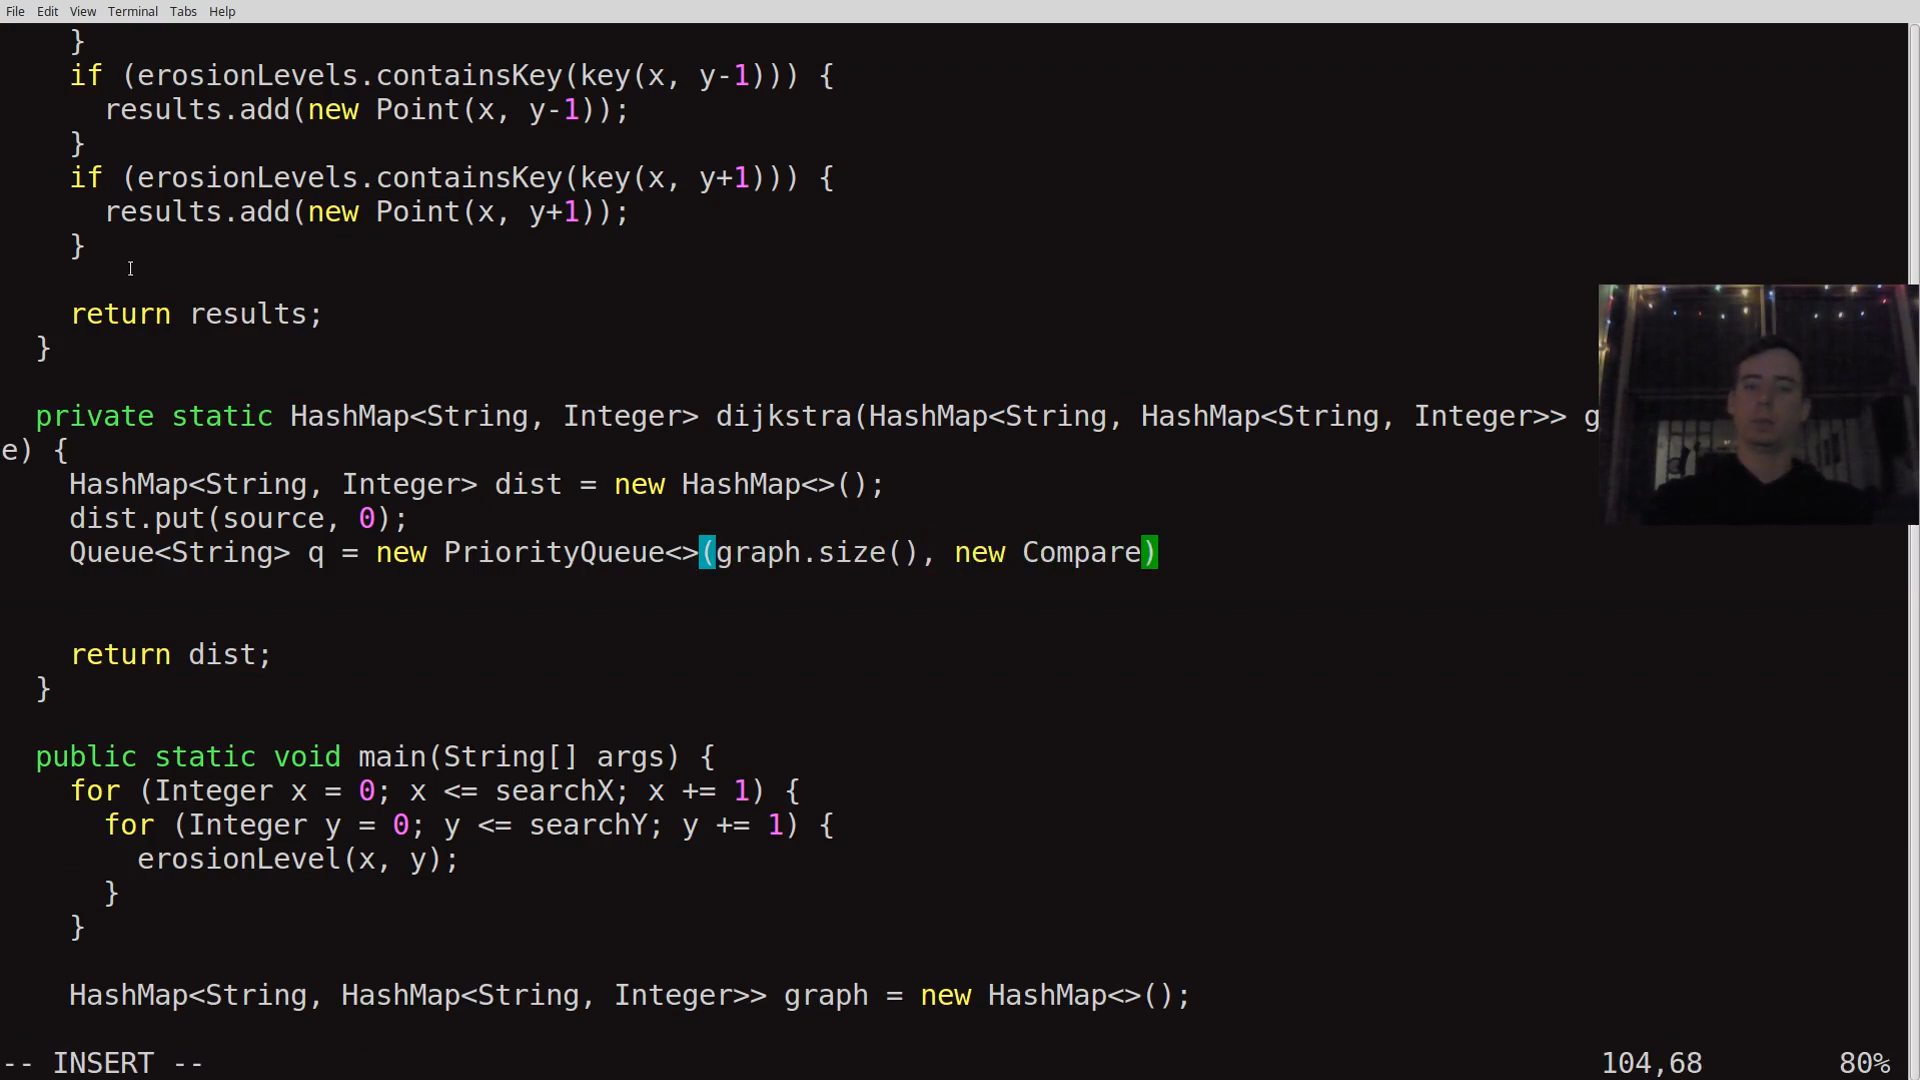 File Edit View Terminal Tabs Help
}
if (erosionLevels.containsKey(key(x, y-1))) {
results.add(new Point(x, y-1));
}
if (erosionLevels.containsKey(key(x, y+1))) {
results.add(new Point(x, y+1));
}
return results;
}
private static HashMap<String, Integer> dijkstra(HashMap<String, HashMap<String, Integer>> g
e) {
HashMap<String, Integer> dist = new HashMap<>();
dist.put(source, 0);
Queue<String> q = new PriorityQueue<>(graph.size(), new Compare)
return dist;
}
public static void main(String[] args) {
for (Integer x = 0; x <= searchX; x += 1) {
for (Integer y = 0; y <= searchY; y += 1) {
erosionLevel(x, y);
}
}
HashMap<String, HashMap<String, Integer>> graph = new HashMap<>();
-- INSERT -- 104,68 80%